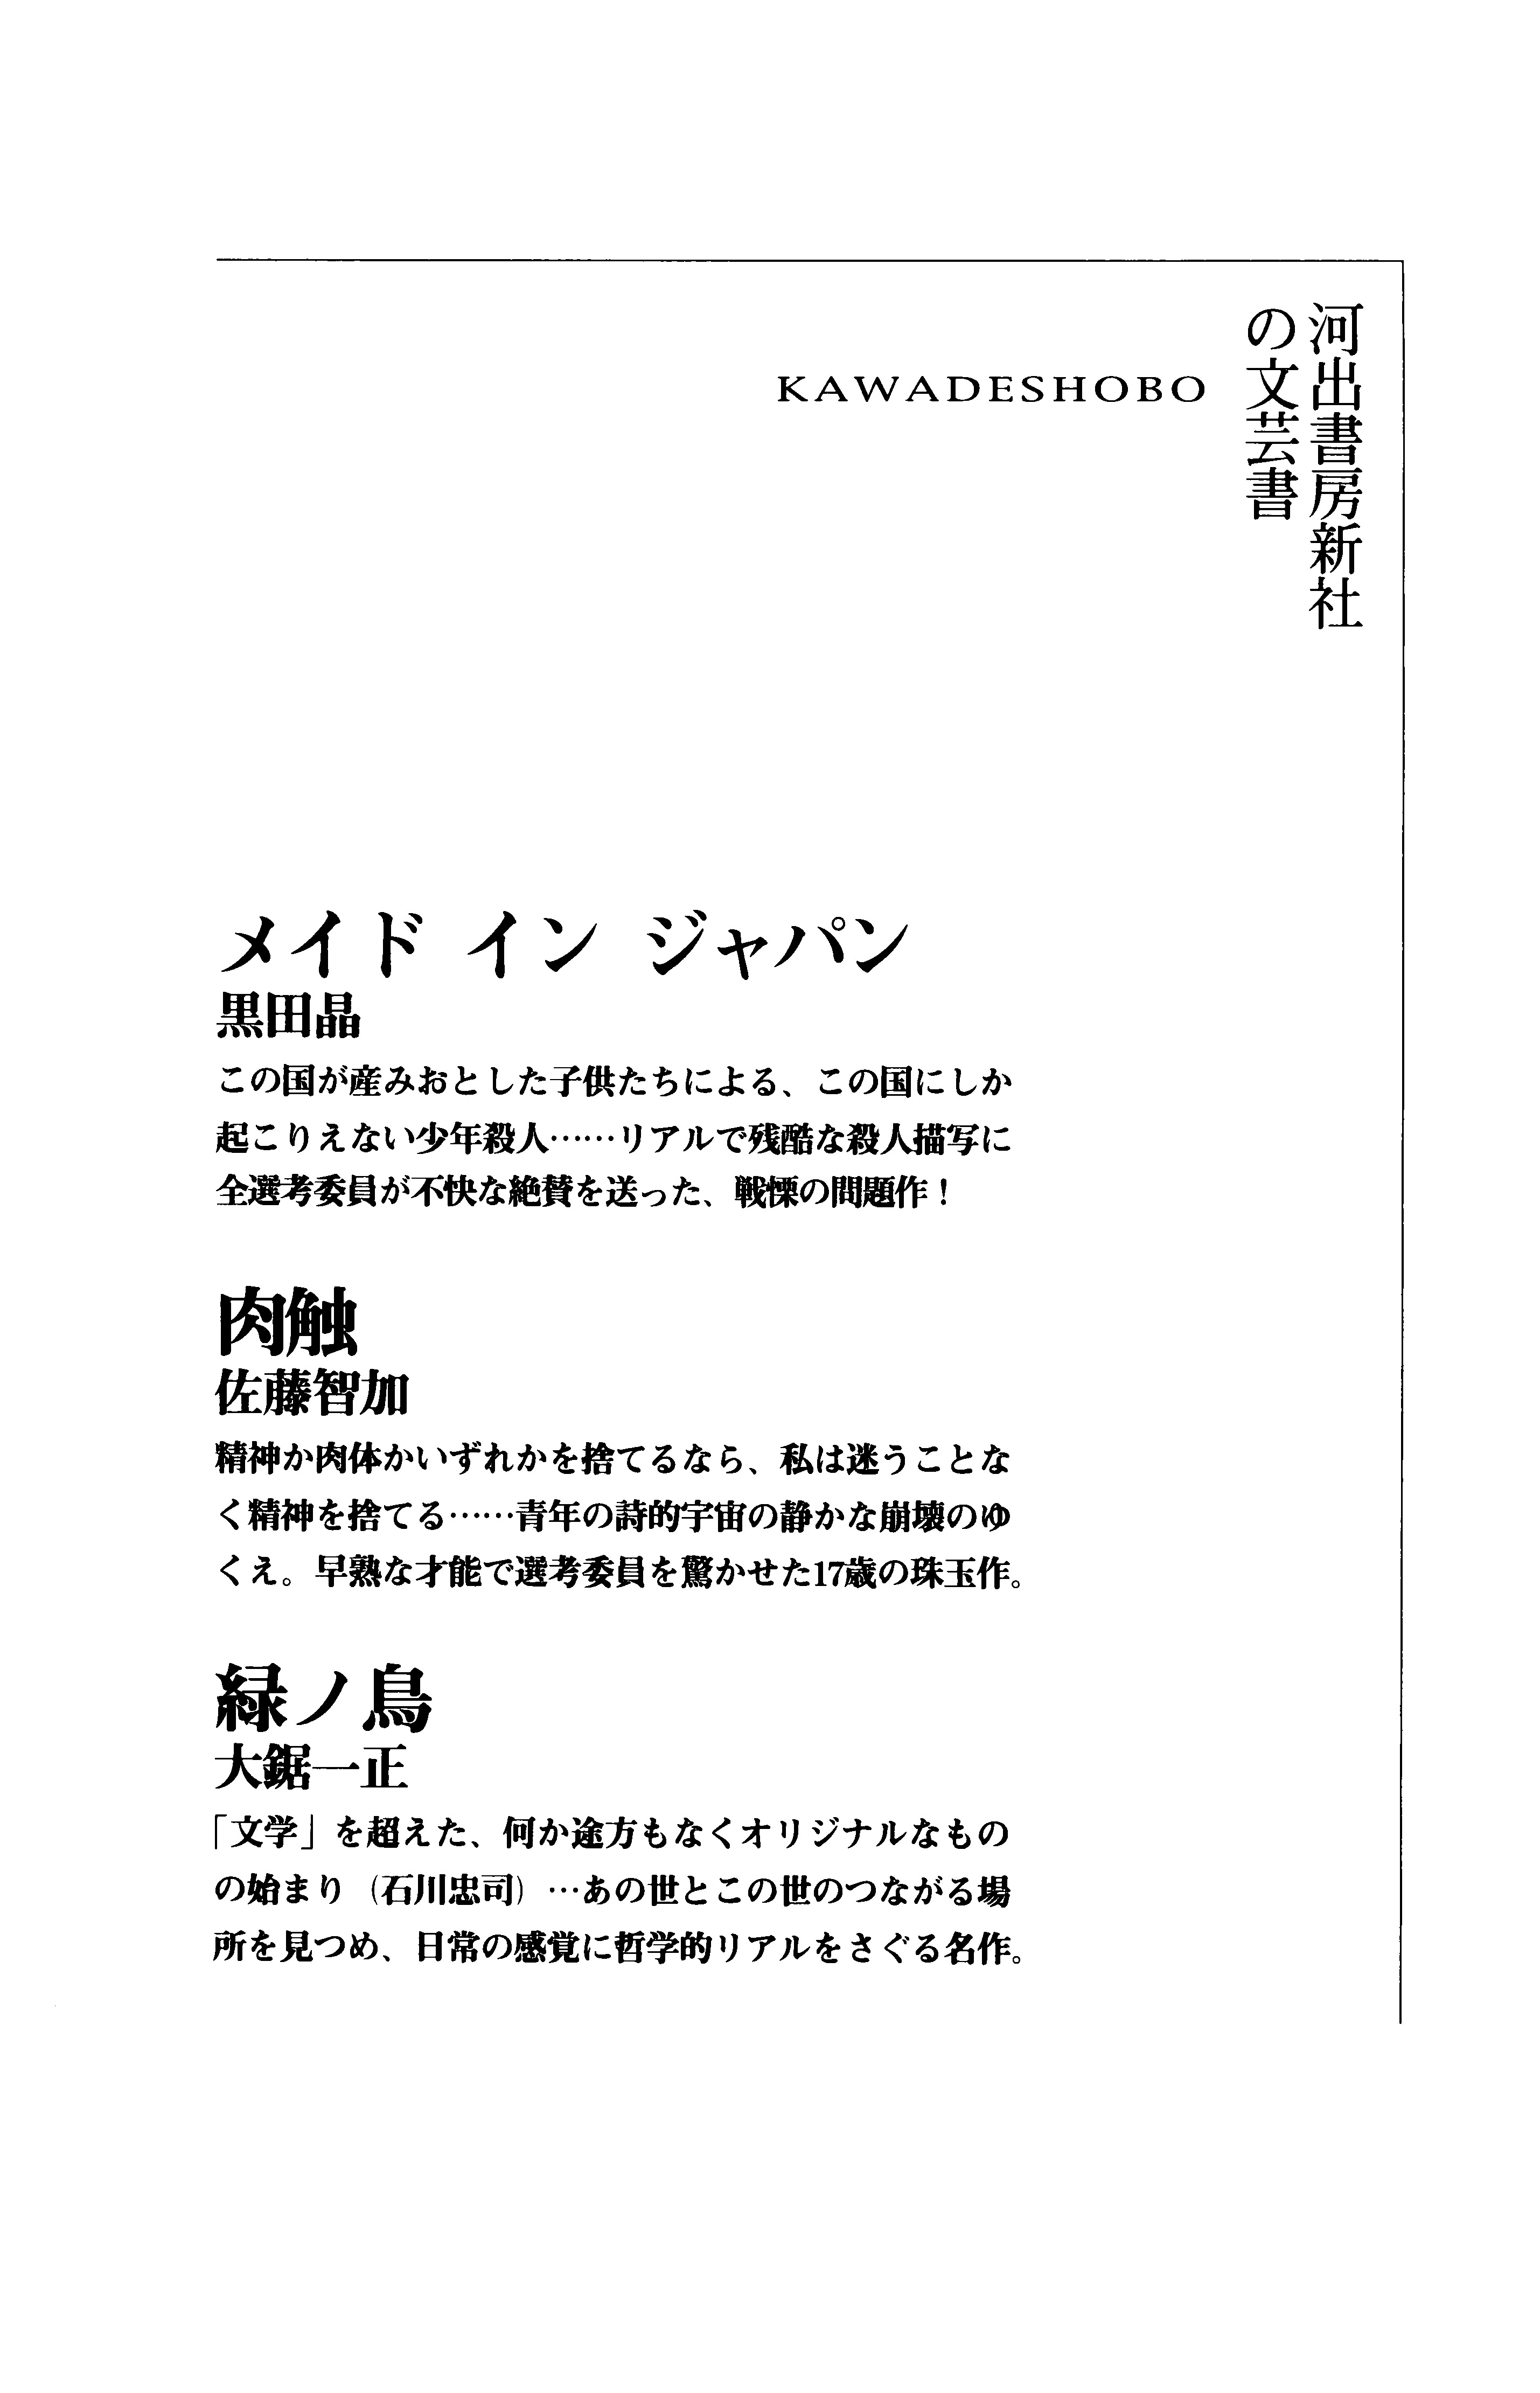 河出書房新社
の文芸書
KAWADESHOBO
メイド イン ジャパン
黒田晶
この国が産みおとした子供たちによる、この国にしか
起こりえない少年殺人……リアルで残酷な殺人描写に
全選考委員が不快な絶賛を送った、戦慄の問題作！
肉触
佐藤智加
精神か肉体かいずれかを捨てるなら、私は迷うことな
く精神を捨てる……青年の詩的宇宙の静かな崩壊のゆ
くえ。早熟な才能で選考委員を驚かせた17歳の珠玉作。
緑ノ鳥
大鋸一正
「文学」を超えた、何か途方もなくオリジナルなもの
の始まり（石川忠司）…あの世とこの世のつながる場
所を見つめ、日常の感覚に哲学的リアルをさぐる名作。